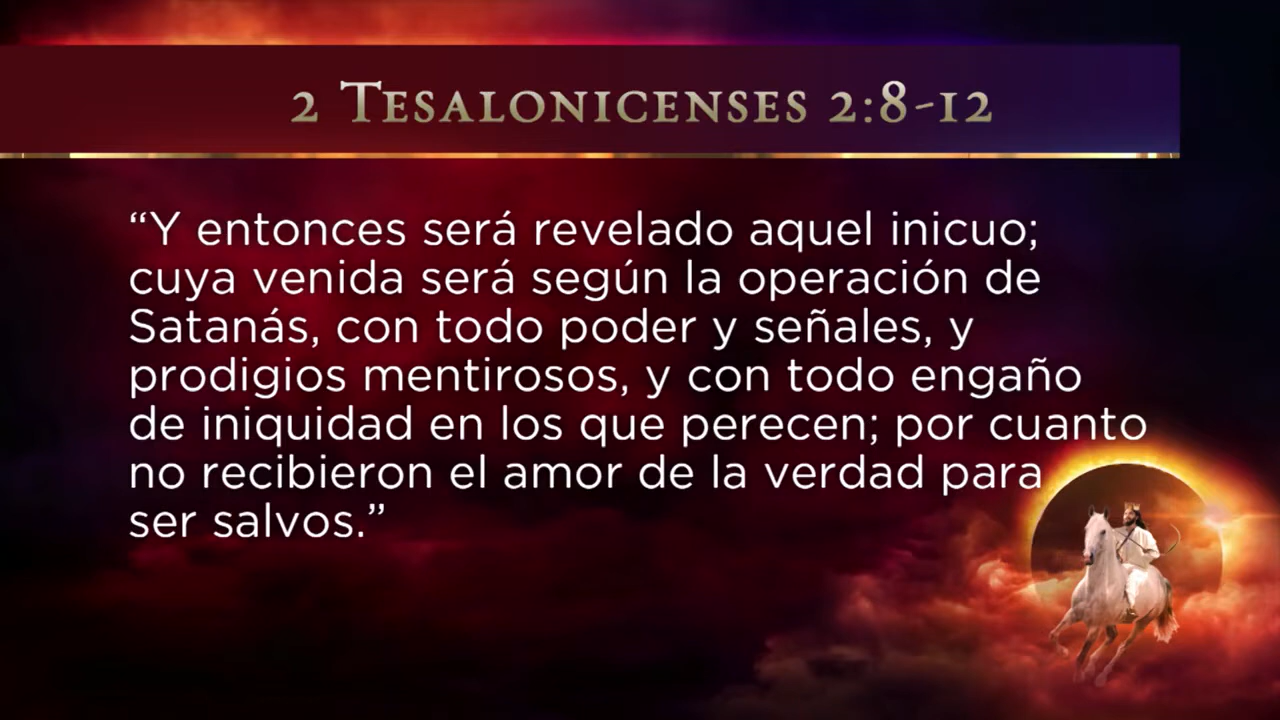 2 TESALONICENSES 2:8-12
“Y entonces será revelado aquel inicuo;
cuya venida será según la operación de
Satanás, con todo poder y señales, y
prodigios mentirosos, y con todo engaño
de iniquidad en los que perecen; por cuanto
no recibieron el amor de la verdad para
ser salvos.”